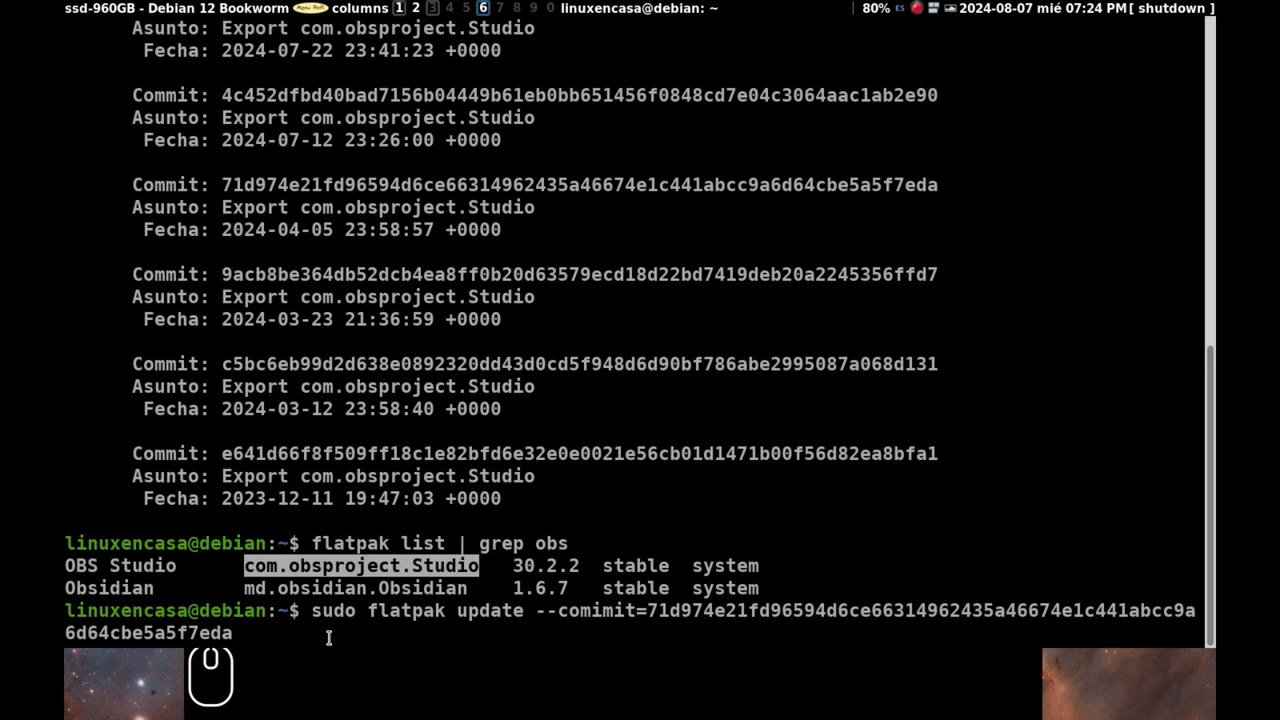 ssd-960GB - Debian 12 Bookworm Menu Root columns 1 2 3 4 5 6 7 8 9 0 linuxencasa@debian: ~ 80% ES 2024-08-07 mié 07:24 PM[ shutdown ]
Asunto: Export com.obsproject.Studio
Fecha: 2024-07-22 23:41:23 +0000
Commit: 4c452dfbd40bad7156b04449b61eb0bb651456f0848cd7e04c3064aac1ab2e90
Asunto: Export com.obsproject.Studio
Fecha: 2024-07-12 23:26:00 +0000
Commit: 71d974e21fd96594d6ce66314962435a46674e1c441abcc9a6d64cbe5a5f7eda
Asunto: Export com.obsproject.Studio
Fecha: 2024-04-05 23:58:57 +0000
Commit: 9acb8be364db52dcb4ea8ff0b20d63579ecd18d22bd7419deb20a2245356ffd7
Asunto: Export com.obsproject.Studio
Fecha: 2024-03-23 21:36:59 +0000
Commit: c5bc6eb99d2d638e0892320dd43d0cd5f948d6d90bf786abe2995087a068d131
Asunto: Export com.obsproject.Studio
Fecha: 2024-03-12 23:58:40 +0000
Commit: e641d66f8f509ff18c1e82bfd6e32e0e0021e56cb01d1471b00f56d82ea8bfa1
Asunto: Export com.obsproject.Studio
Fecha: 2023-12-11 19:47:03 +0000
linuxencasa@debian:~$ flatpak list | grep obs
OBS Studio com.obsproject.Studio 30.2.2 stable system
Obsidian md.obsidian.Obsidian 1.6.7 stable system
linuxencasa@debian:~$ sudo flatpak update --comimit=71d974e21fd96594d6ce66314962435a46674e1c441abcc9a
6d64cbe5a5f7eda